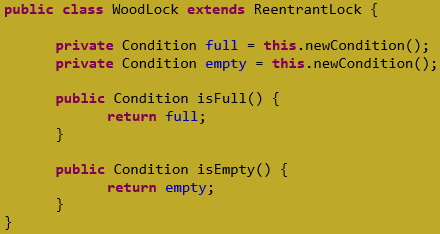 public class WoodLock extends ReentrantLock {
private Condition full = this.newCondition();
private Condition empty = this.newCondition();
public Condition isFull() {
return full;
}
public Condition isEmpty() {
return empty;
}
}